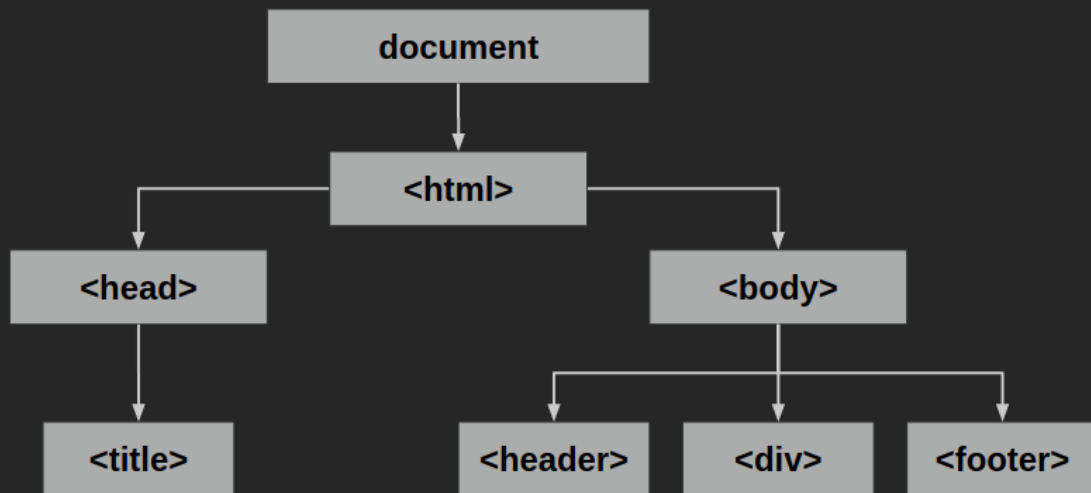 document
<html>
<head>
<body>
<title>
<header>
<div>
<footer>